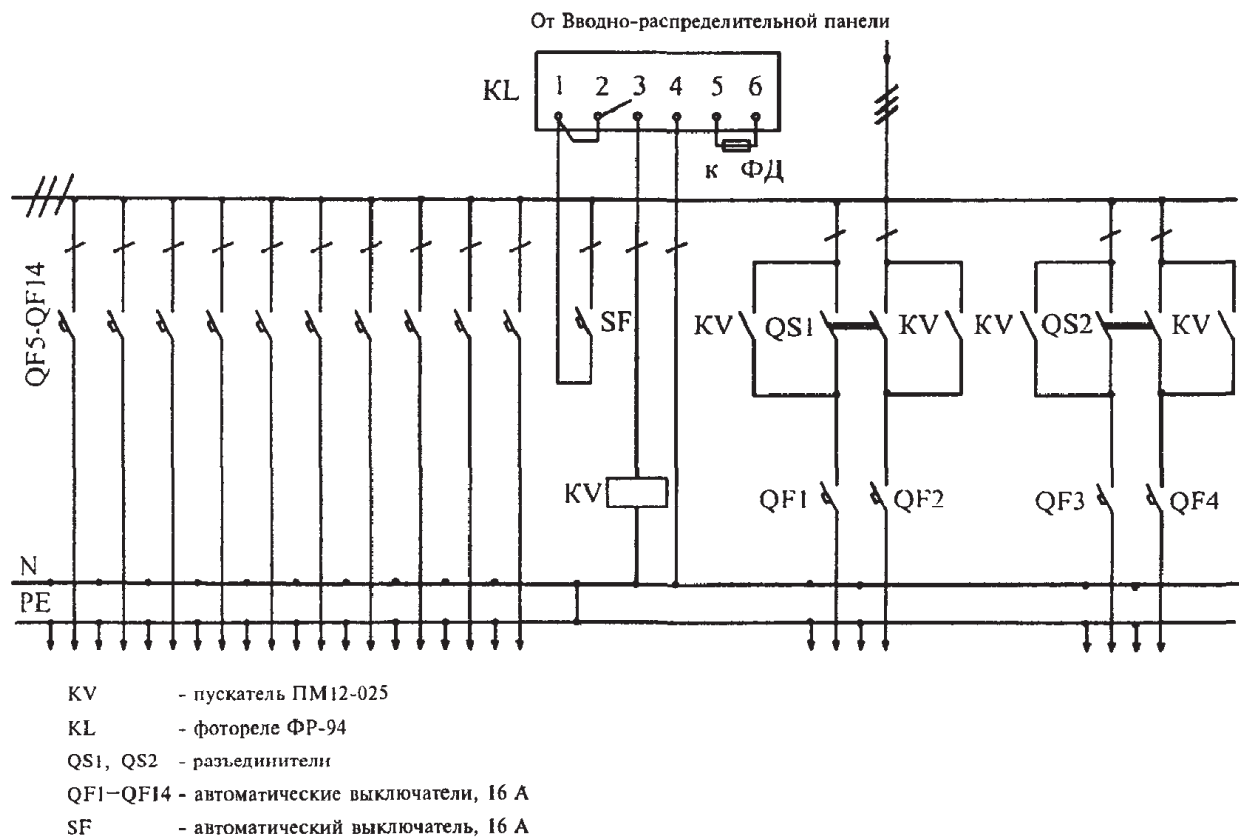 От Вводно-распределительной панели
KL
1 2 3 4 5 6
к ФД
QF5-QF14
SF
KV
QS1
KV
KV
QS2
KV
KV
QF1
QF2
QF3
QF4
N
PE
KV - пускатель ПМ12-025
KL - фотореле ФР-94
QS1, QS2 - разъединители
QF1-QF14 - автоматические выключатели, 16 А
SF - автоматический выключатель, 16 А